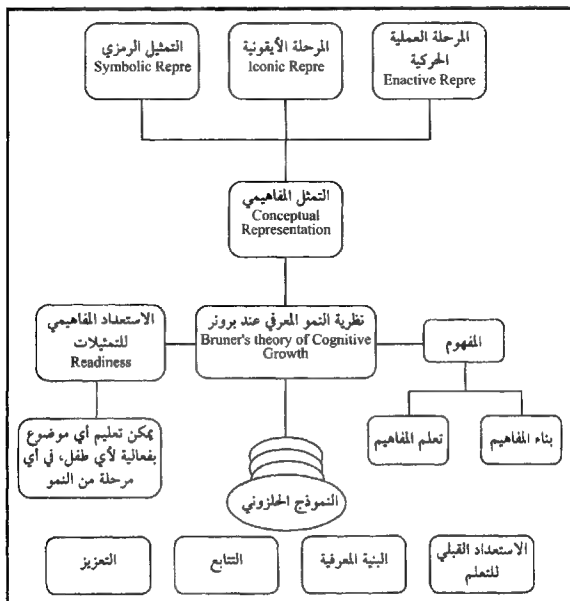 المرحلة العملية
الحركية
Enactive Repre
المرحلة الأيقونية
Iconic Repre
التمثيل الرمزي
Symbolic Repre
التمثل المفاهيمي
Conceptual
Representation
نظرية النمو المعرفي عند برونر
Bruner's theory of Cognitive
Growth
المفهوم
الاستعداد المفاهيمي
للتمثيلات
Readiness
بناء المفاهيم
تعلم المفاهيم
يمكن تعليم أي موضوع
بفعالية لأي طفل، في أي
مرحلة من النمو
النموذج الحلزوني
الاستعداد القبلي
للتعلم
البنية المعرفية
التتابع
التعزيز